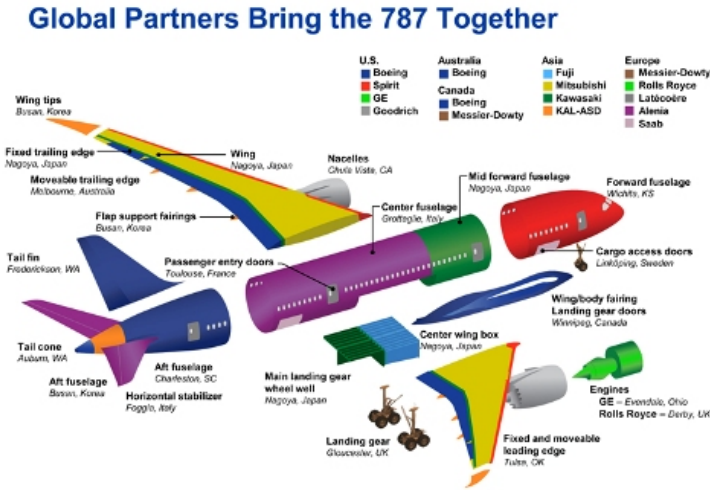 Global Partners Bring the 787 Together
U.S.
Boeing
Spirit
GE
Goodrich
Australia
Boeing
Canada
Boeing
Messier-Dowty
Asia
Fuji
Mitsubishi
Kawasaki
KAL-ASD
Europe
Messier-Dowty
Rolls Royce
Latécoère
Alenia
Saab
Wing tips
Busan, Korea
Fixed trailing edge
Nagoya, Japan
Moveable trailing edge
Melbourne, Australia
Wing
Nagoya, Japan
Nacelles
Chula Vista, CA
Flap support fairings
Busan, Korea
Mid forward fuselage
Nagoya, Japan
Forward fuselage
Wichita, KS
Center fuselage
Grottaglie, Italy
Cargo access doors
Linköping, Sweden
Tail fin
Frederickson, WA
Passenger entry doors
Toulouse, France
Wing/body fairing
Landing gear doors
Winnipeg, Canada
Tail cone
Auburn, WA
Aft fuselage
Charleston, SC
Aft fuselage
Busan, Korea
Horizontal stabilizer
Foggia, Italy
Center wing box
Nagoya, Japan
Main landing gear
wheel well
Nagoya, Japan
Landing gear
Gloucester, UK
Engines
GE – Evendale, Ohio
Rolls Royce – Derby, UK
Fixed and moveable
leading edge
Tulsa, OK